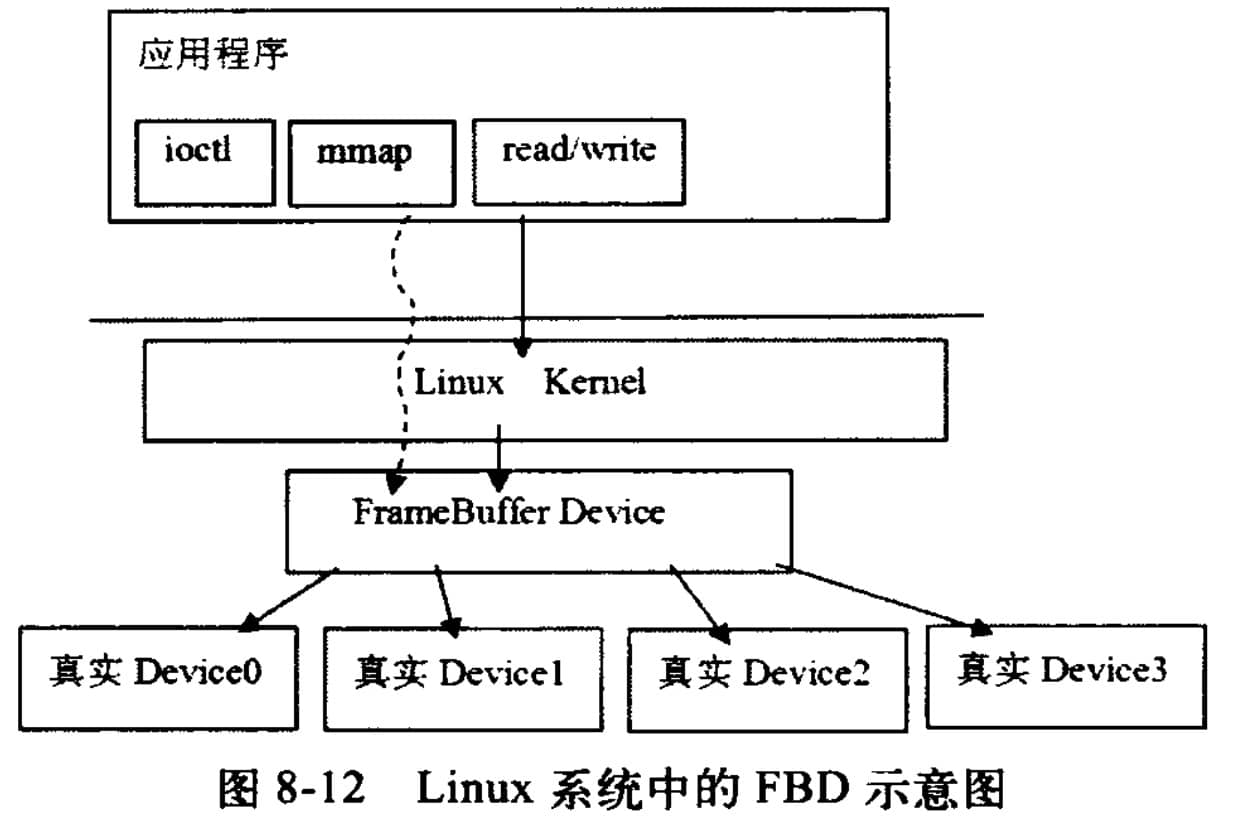 应用程序
ioctl
mmap
read/write
Linux Kernel
FrameBuffer Device
真实 Device0
真实 Device1
真实 Device2
真实 Device3
图 8-12 Linux 系统中的 FBD 示意图